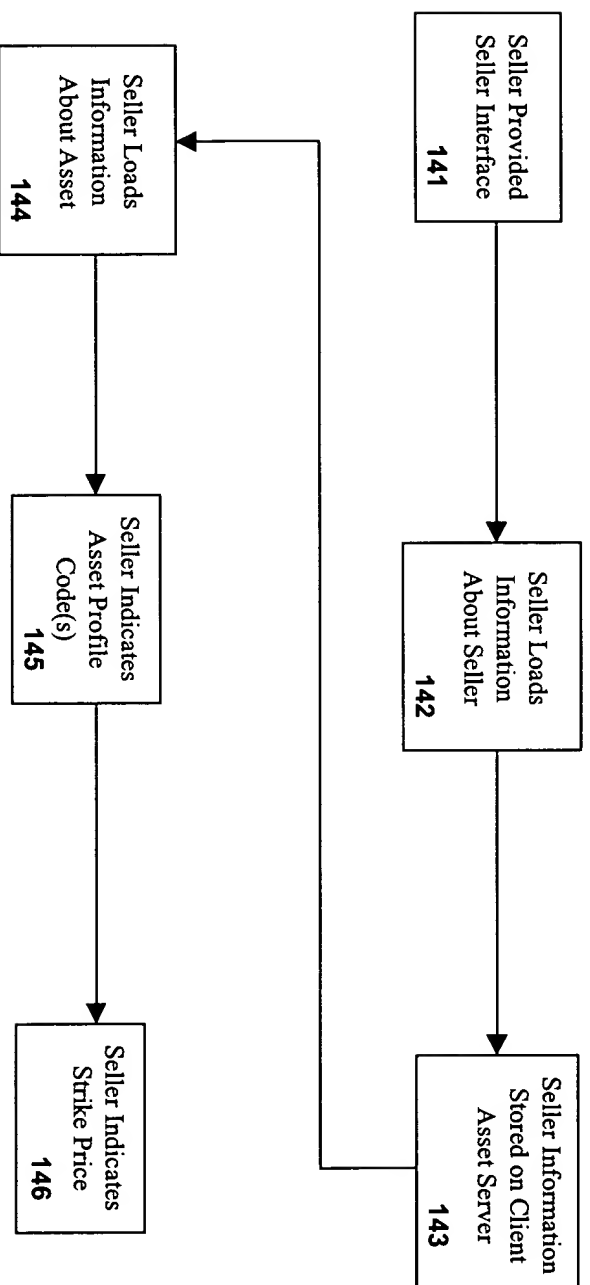 Seller Provided
Seller Interface
141
Seller Loads
Information
About Seller
142
Seller Information
Stored on Client
Asset Server
143
Seller Loads
Information
About Asset
144
Seller Indicates
Asset Profile
Code(s)
145
Seller Indicates
Strike Price
146